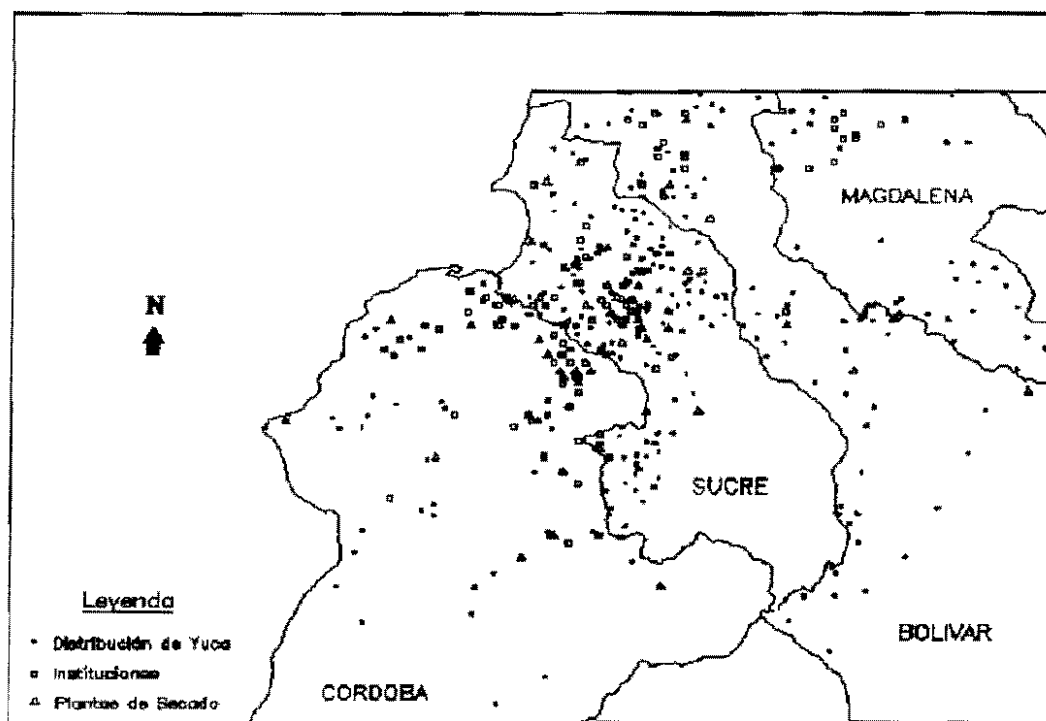 MAGDALENA
N
SUCRE
Leyenda
Distribución de Yuca
BOLIVAR
Instituciones
CORDOBA
Plantas de Secado